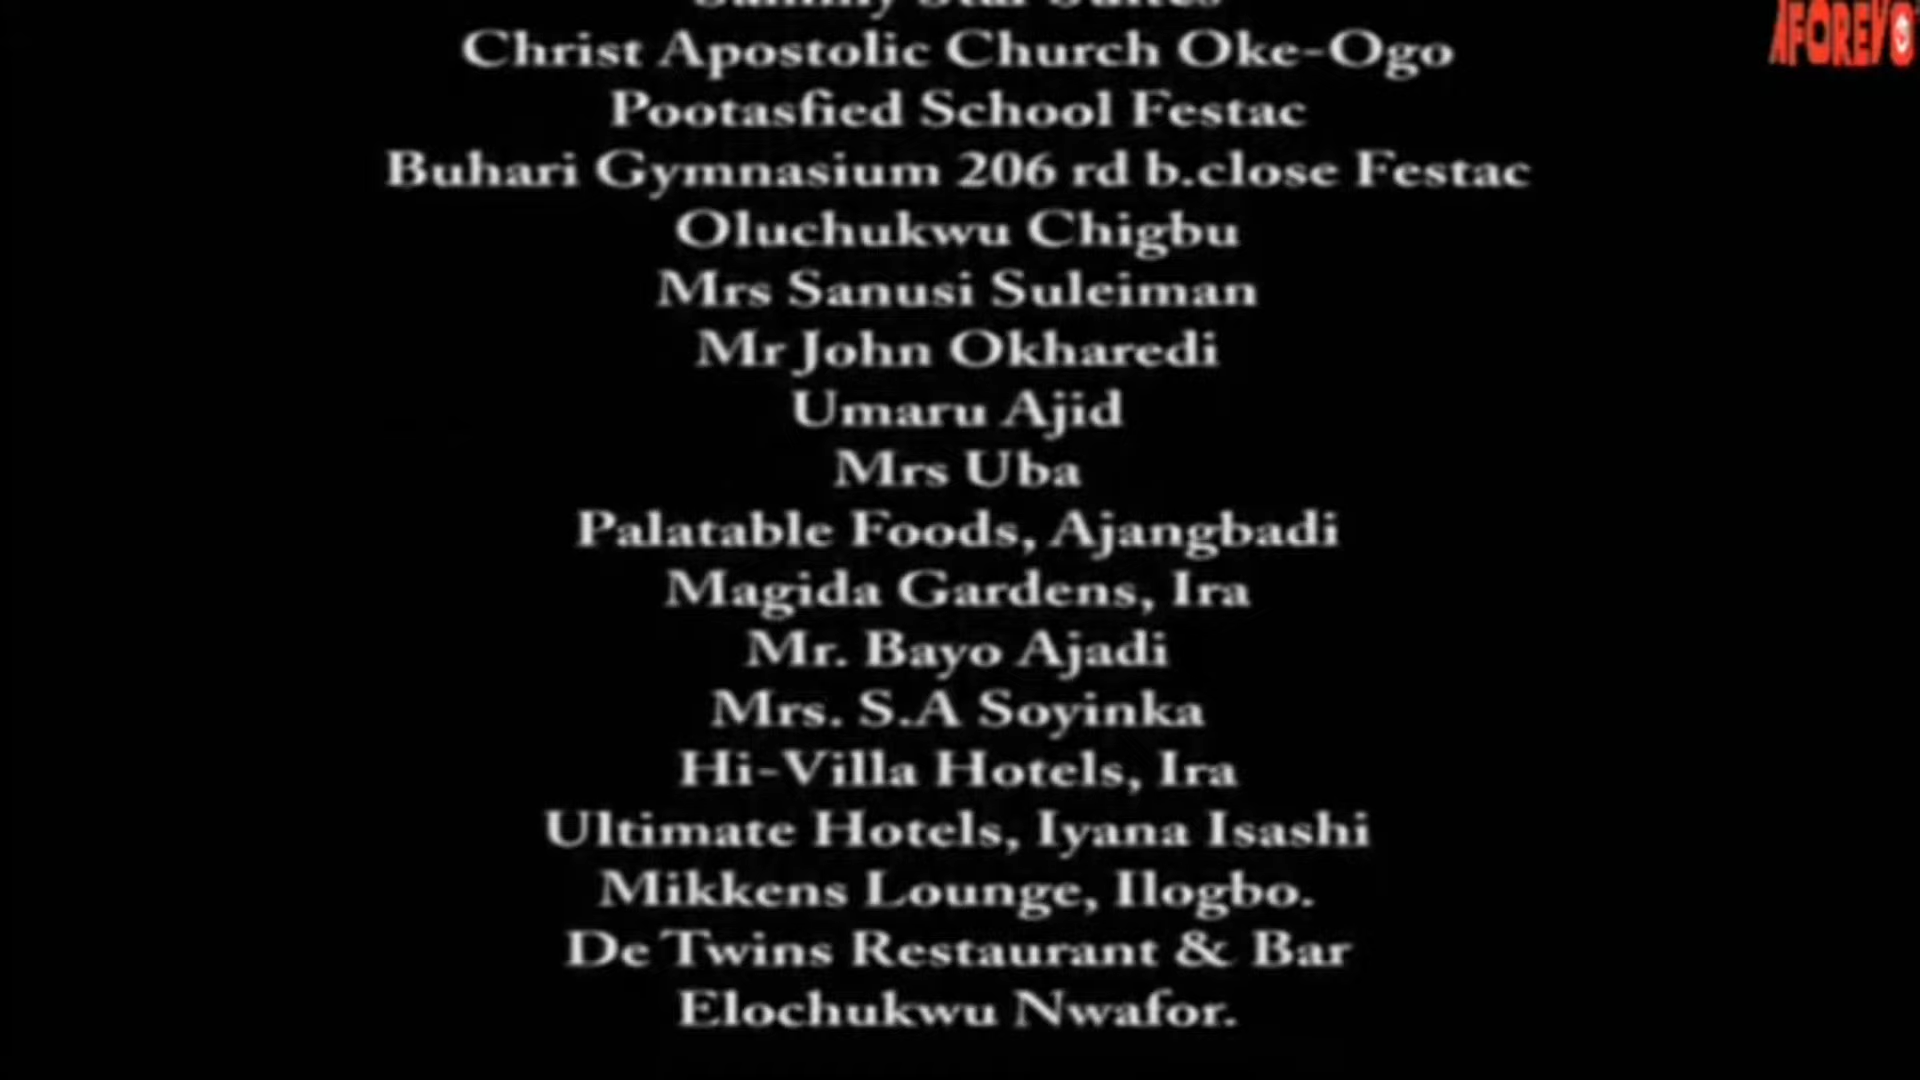 Christ Apostolic Church Oke-Ogo
Pootasfied School Festac
Buhari Gymnasium 206 rd b.close Festac
Oluchukwu Chigbu
Mrs Sanusi Suleiman
Mr John Okharedi
Umaru Ajid
Mrs Uba
Palatable Foods, Ajangbadi
Magida Gardens, Ira
Mr. Bayo Ajadi
Mrs. S.A Soyinka
Hi-Villa Hotels, Ira
Ultimate Hotels, Iyana Isashi
Mikkens Lounge, Ilogbo.
De Twins Restaurant & Bar
Elochukwu Nwafor.
AFOREVO